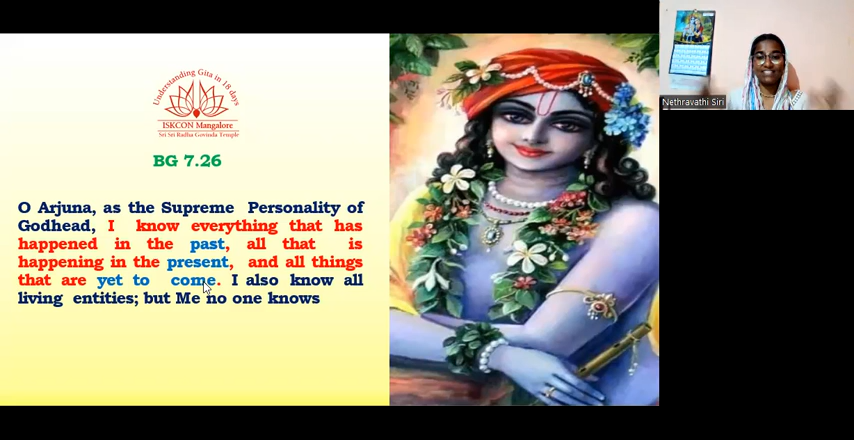 Understanding Gita in 18 days
ISKCON Mangalore
Sri Sri Radha Govinda Temple
BG 7.26
O Arjuna, as the Supreme Personality of
Godhead, I know everything that has
happened in the past, all that is
happening in the present, and all things
that are yet to come. I also know all
living entities; but Me no one knows
Nethravathi Siri